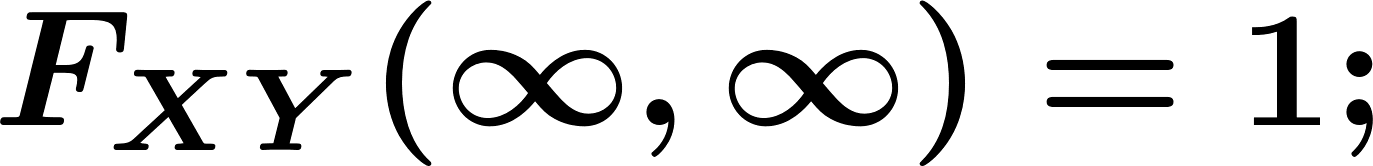 F_{XY}(∞, ∞) = 1;